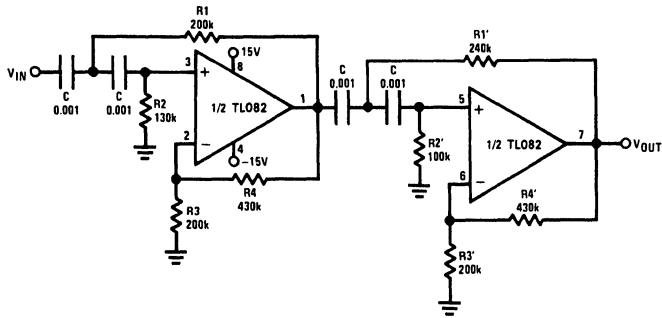 R1
200k
15V
8
3
+
VIN
C
0.001
C
0.001
R2
130k
1/2 TL082
1
2
−
4
−15V
R4
430k
R3
200k
C
0.001
C
0.001
R1'
240k
5
+
R2'
100k
1/2 TL082
7
VOUT
6
−
R4'
430k
R3'
200k